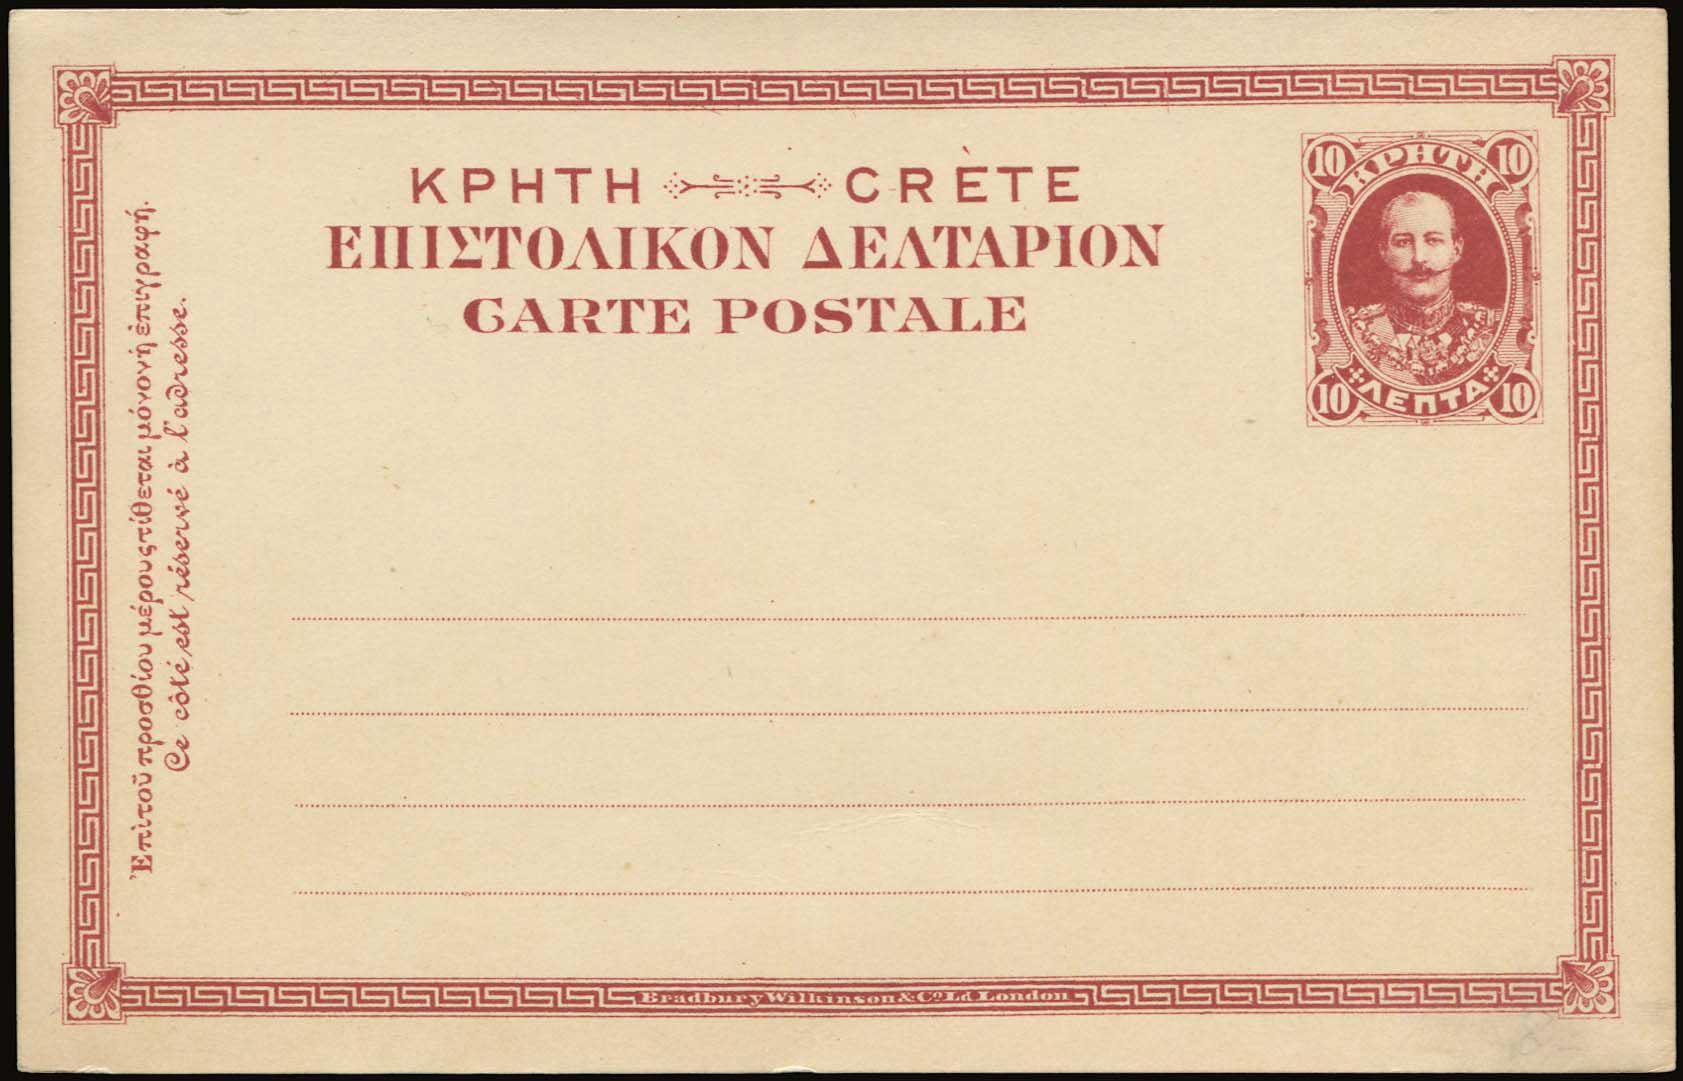 ΚΡΗΤΗ CRÈTE
ΕΠΙΣΤΟΛΙΚΟΝ ΔΕΛΤΑΡΙΟΝ
CARTE POSTALE
10 ΚΡΗΤΗ 10
10 ΛΕΠΤΑ 10
Ἐπὶ τοῦ προσθίου μέρους τίθεται μόνον ἡ ἐπιγραφή.
Ce côté est réservé à l'adresse.
Bradbury Wilkinson & Co. Ld. London